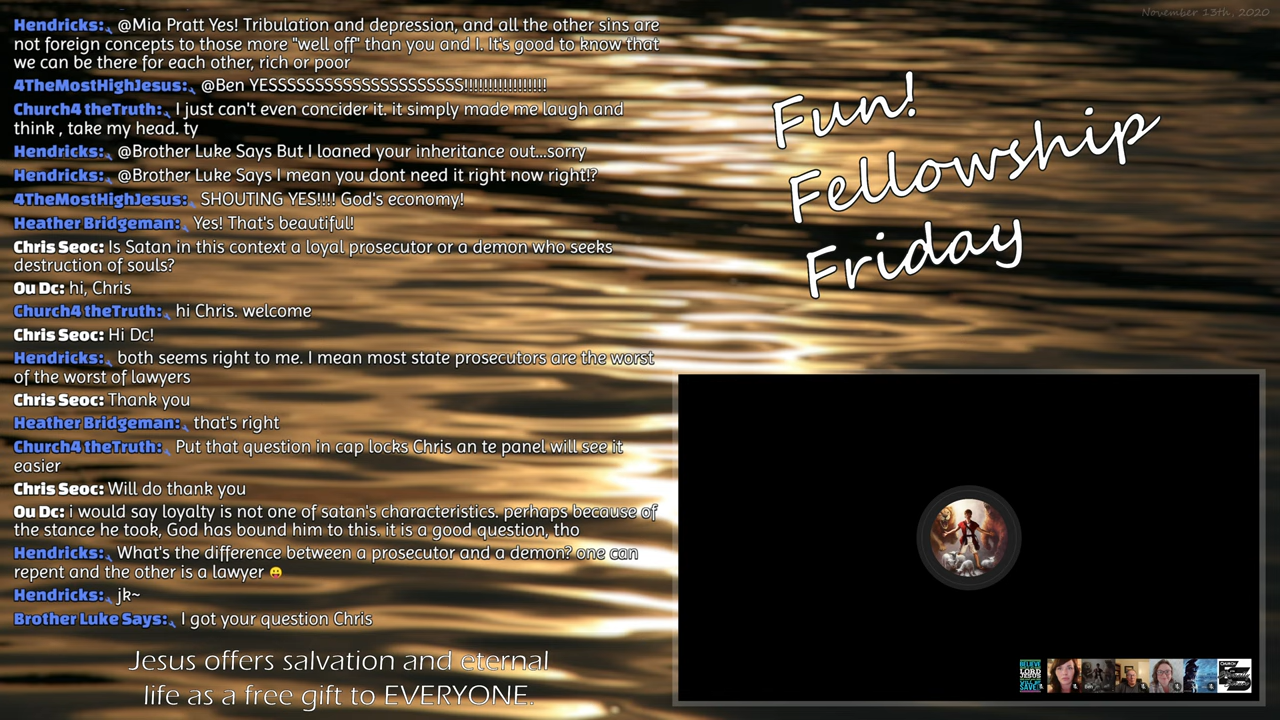 November 13th, 2020
Hendricks: @Mia Pratt Yes! Tribulation and depression, and all the other sins are
not foreign concepts to those more "well off" than you and I. It's good to know that
we can be there for each other, rich or poor
4TheMostHighJesus: @Ben YESSSSSSSSSSSSSSSSSSSSS!!!!!!!!!!!!!!!!!!
Church4 theTruth: I just can't even concider it. it simply made me laugh and
think , take my head. ty
Hendricks: @Brother Luke Says But I loaned your inheritance out...sorry
Hendricks: @Brother Luke Says I mean you dont need it right now right!?
4TheMostHighJesus: SHOUTING YES!!!! God's economy!
Heather Bridgeman: Yes! That's beautiful!
Chris Seoc: Is Satan in this context a loyal prosecutor or a demon who seeks
destruction of souls?
Ou Dc: hi, Chris
Church4 theTruth: hi Chris. welcome
Chris Seoc: Hi Dc!
Hendricks: both seems right to me. I mean most state prosecutors are the worst
of the worst of lawyers
Chris Seoc: Thank you
Heather Bridgeman: that's right
Church4 theTruth: Put that question in cap locks Chris an te panel will see it
easier
Chris Seoc: Will do thank you
Ou Dc: i would say loyalty is not one of satan's characteristics. perhaps because of
the stance he took, God has bound him to this. it is a good question, tho
Hendricks: What's the difference between a prosecutor and a demon? one can
repent and the other is a lawyer 😛
Hendricks: jk~
Brother Luke Says: I got your question Chris
Jesus offers salvation and eternal
life as a free gift to EVERYONE.
Fun!
Fellowship
Friday
BELIEVE
LORD
JESUS
SAVE